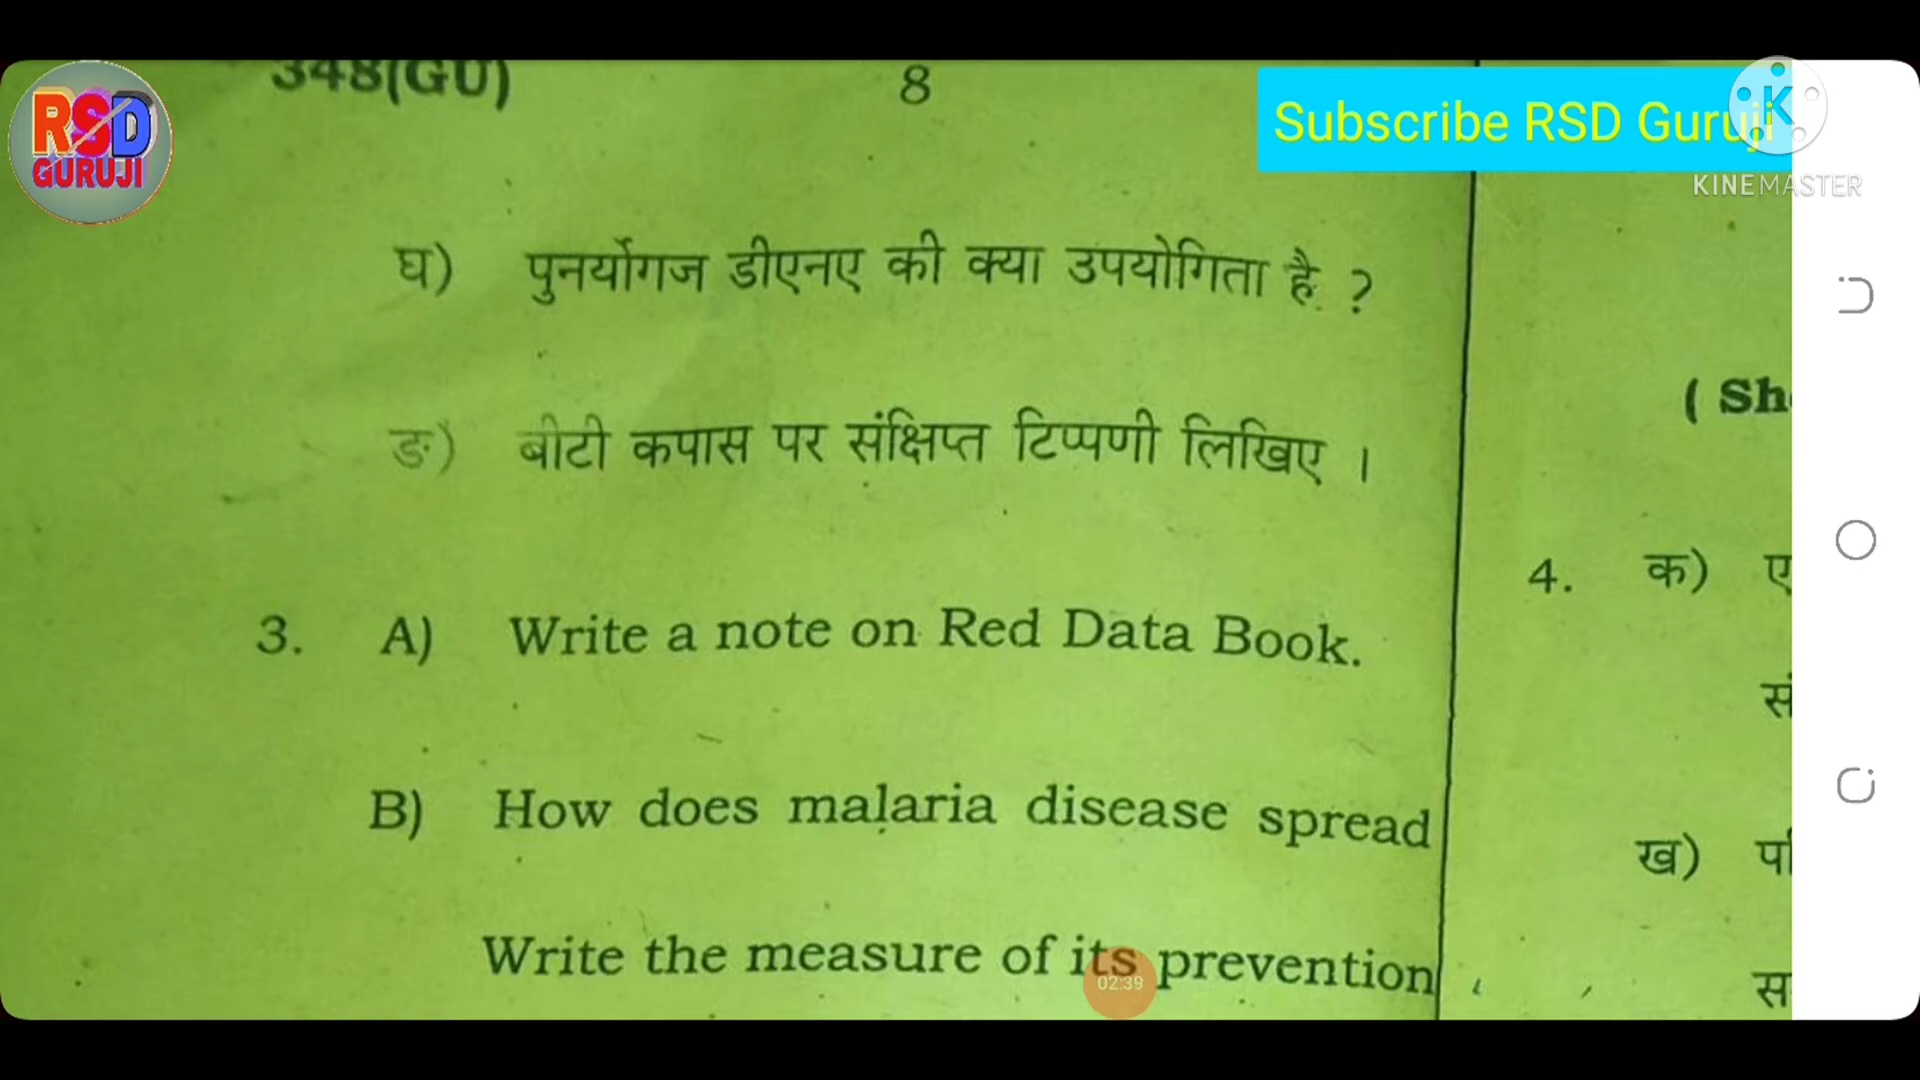 348(GU)
8
Subscribe RSD Guruji
RSD
GURUJI
K
KINEMASTER
घ) पुनर्योगज डीएनए की क्या उपयोगिता है ?
ङ) बीटी कपास पर संक्षिप्त टिप्पणी लिखिए ।
3. A) Write a note on Red Data Book.
B) How does malaria disease spread
Write the measure of its prevention
02:39
( Sh
4. क) ए
सं
ख)
स